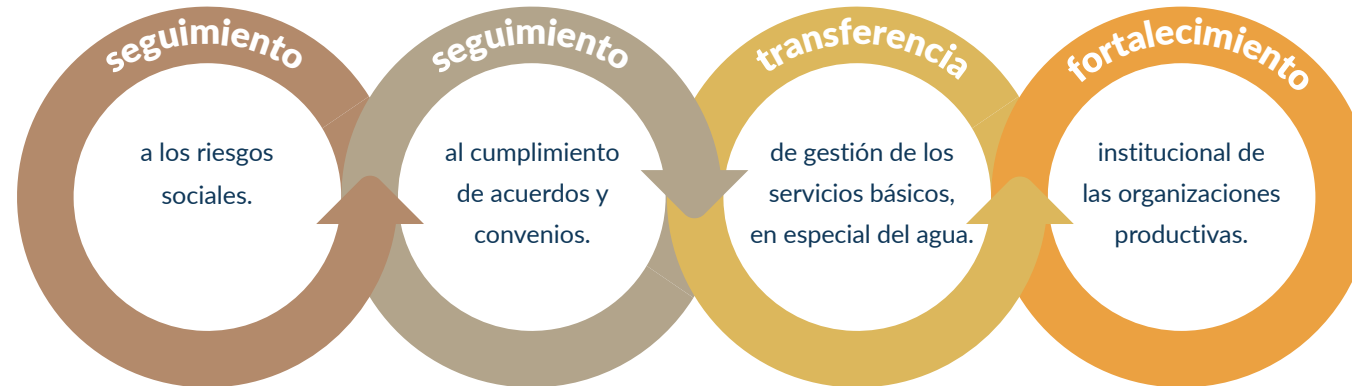 seguimiento
a los riesgos
sociales.
seguimiento
al cumplimiento
de acuerdos y
convenios.
transferencia
de gestión de los
servicios básicos,
en especial del agua.
fortalecimiento
institucional de
las organizaciones
productivas.